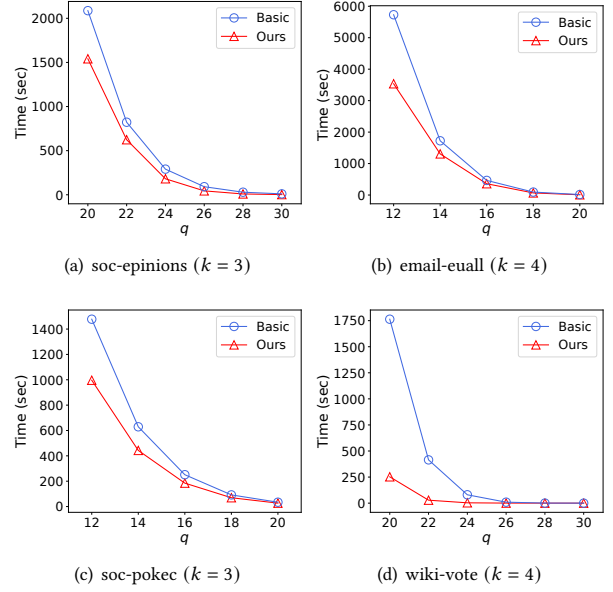 2000
1500
1000
500
0
Time (sec)
20 22 24 26 28 30
q
Basic
Ours
(a) soc-epinions (k = 3)
6000
5000
4000
3000
2000
1000
0
Time (sec)
12 14 16 18 20
q
Basic
Ours
(b) email-euall (k = 4)
1400
1200
1000
800
600
400
200
0
Time (sec)
12 14 16 18 20
q
Basic
Ours
(c) soc-pokec (k = 3)
1750
1500
1250
1000
750
500
250
0
Time (sec)
20 22 24 26 28 30
q
Basic
Ours
(d) wiki-vote (k = 4)